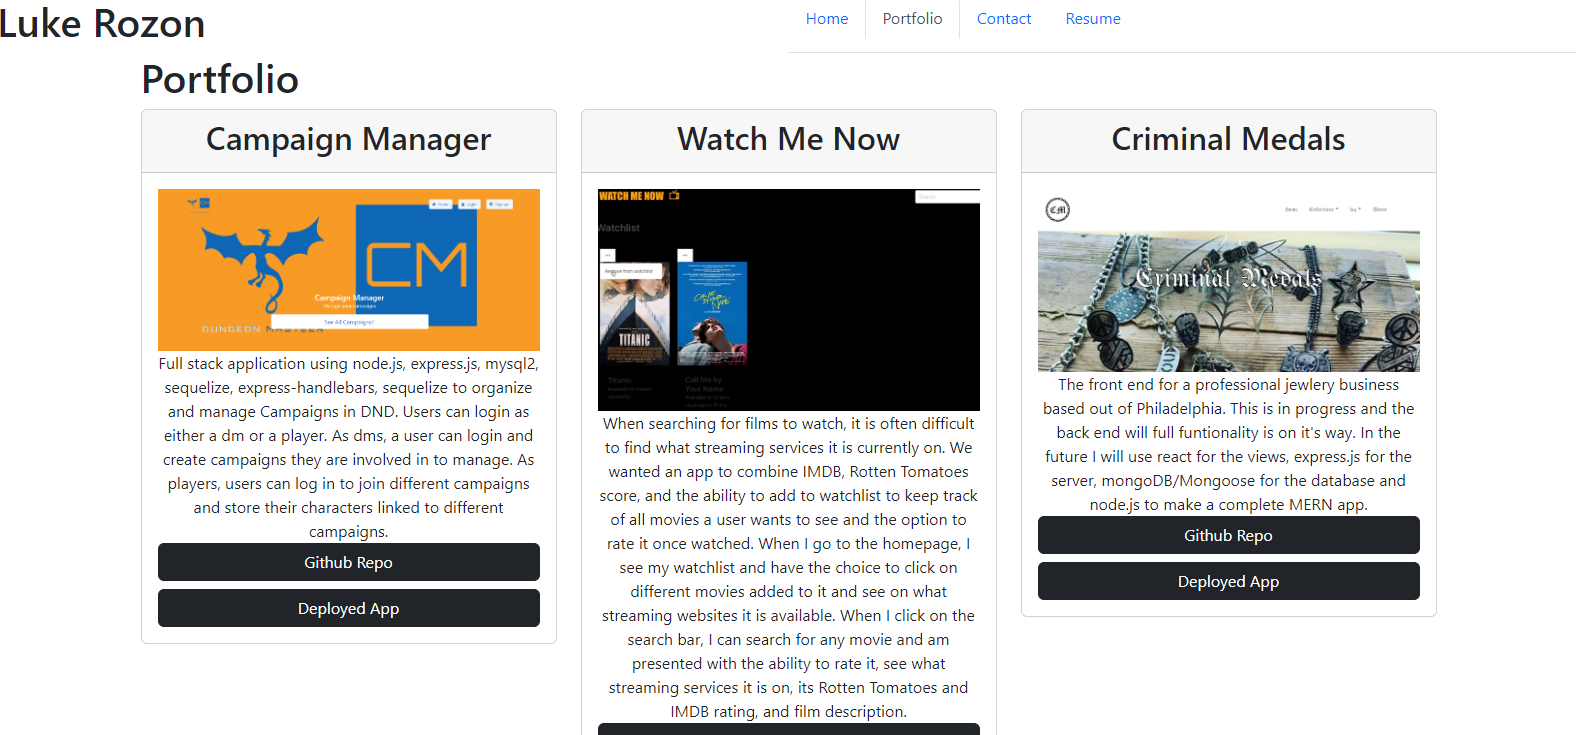 Luke Rozon
Home Portfolio Contact Resume
Portfolio
Campaign Manager
CM
Campaign Manager
See All Campaigns!
DUNGEON MASTEER
Full stack application using node.js, express.js, mysql2,
sequelize, express-handlebars, sequelize to organize
and manage Campaigns in DND. Users can login as
either a dm or a player. As dms, a user can login and
create campaigns they are involved in to manage. As
players, users can log in to join different campaigns
and store their characters linked to different
campaigns.
Github Repo
Deployed App
Watch Me Now
WATCH ME NOW
Search
Watchlist
Remove from watchlist
TITANIC
Titanic
Call Me by
Your Name
When searching for films to watch, it is often difficult
to find what streaming services it is currently on. We
wanted an app to combine IMDB, Rotten Tomatoes
score, and the ability to add to watchlist to keep track
of all movies a user wants to see and the option to
rate it once watched. When I go to the homepage, I
see my watchlist and have the choice to click on
different movies added to it and see on what
streaming websites it is available. When I click on the
search bar, I can search for any movie and am
presented with the ability to rate it, see what
streaming services it is on, its Rotten Tomatoes and
IMDB rating, and film description.
Criminal Medals
CM
Criminal Medals
The front end for a professional jewlery business
based out of Philadelphia. This is in progress and the
back end will full funtionality is on it's way. In the
future I will use react for the views, express.js for the
server, mongoDB/Mongoose for the database and
node.js to make a complete MERN app.
Github Repo
Deployed App